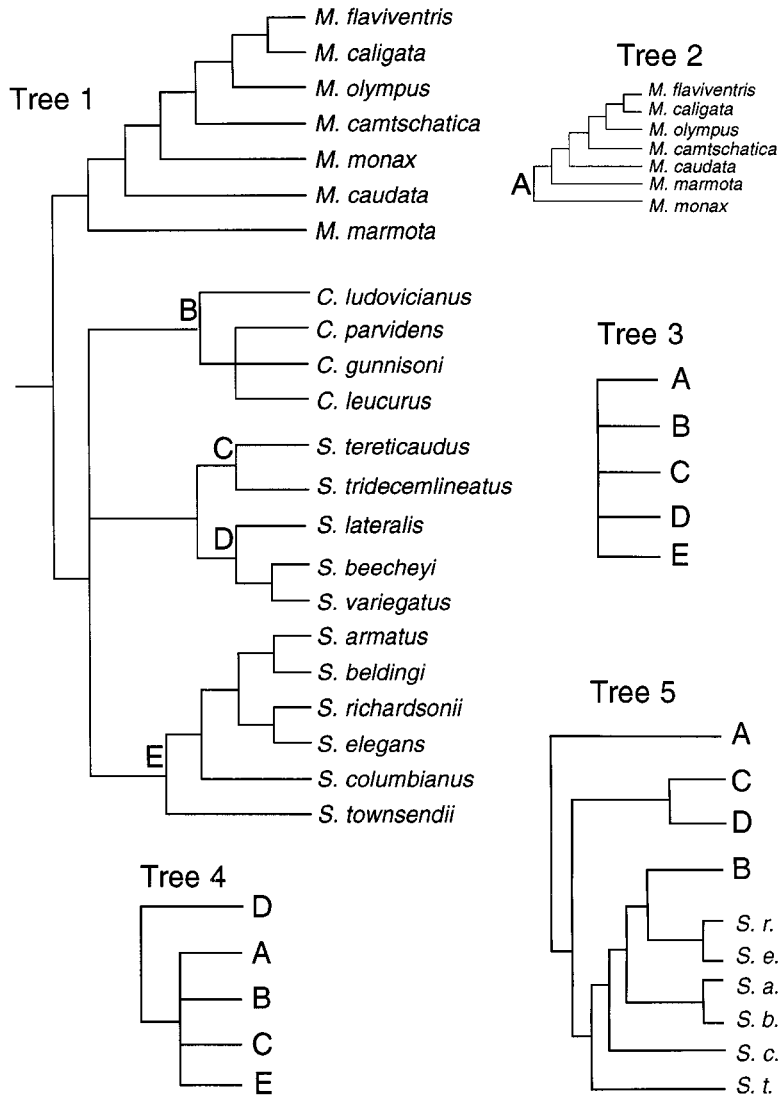 Tree 1
M. flaviventris
M. caligata
M. olympus
M. camtschatica
M. monax
M. caudata
M. marmota
B
C. ludovicianus
C. parvidens
C. gunnisoni
C. leucurus
C
S. tereticaudus
S. tridecemlineatus
D
S. lateralis
S. beecheyi
S. variegatus
E
S. armatus
S. beldingi
S. richardsonii
S. elegans
S. columbianus
S. townsendii
Tree 2
A
M. flaviventris
M. caligata
M. olympus
M. camtschatica
M. caudata
M. marmota
M. monax
Tree 3
A
B
C
D
E
Tree 4
D
A
B
C
E
Tree 5
A
C
D
B
S. r.
S. e.
S. a.
S. b.
S. c.
S. t.